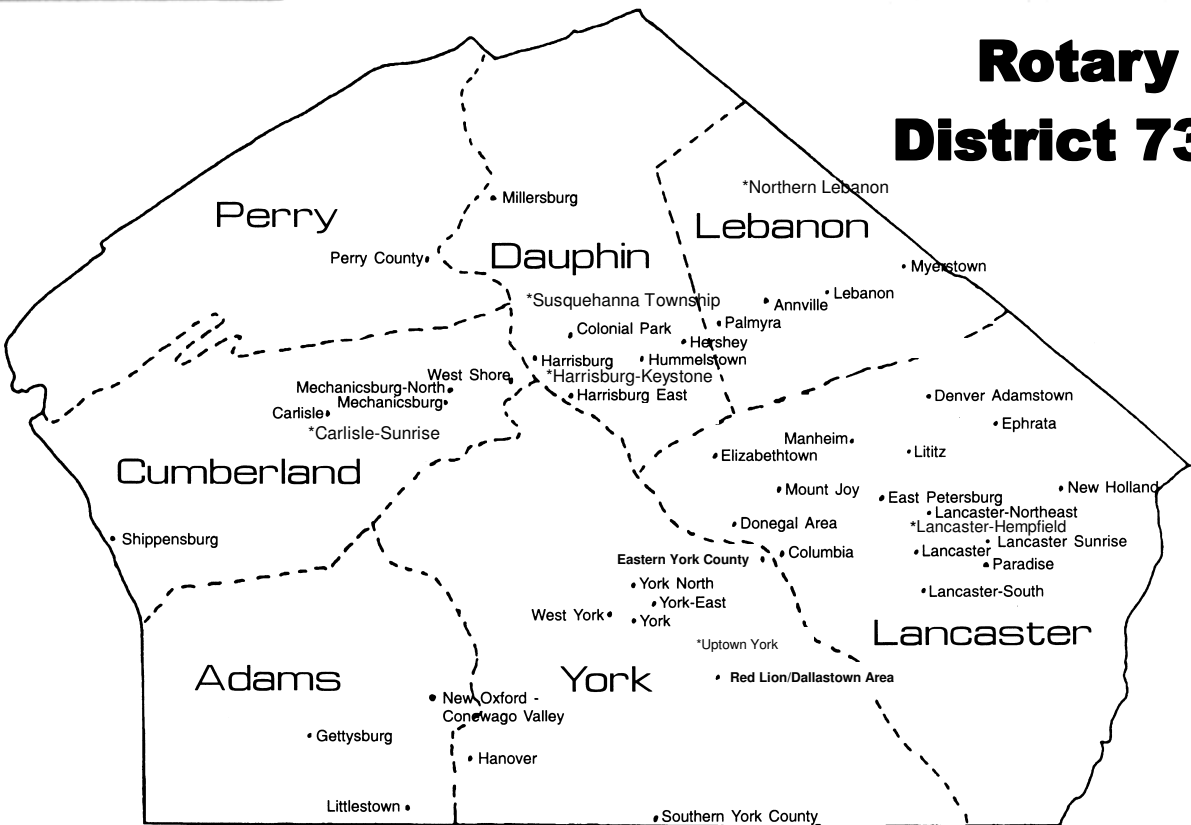 Rotary
District 73
*Northern Lebanon
Millersburg
Perry
Lebanon
Perry County
Dauphin
Myerstown
Lebanon
*Susquehanna Township
Annville
Colonial Park
Palmyra
Hershey
Harrisburg
Hummelstown
West Shore
*Harrisburg-Keystone
Mechanicsburg-North
Harrisburg East
Mechanicsburg
Denver Adamstown
Carlisle
*Carlisle-Sunrise
Ephrata
Manheim
Elizabethtown
Lititz
Cumberland
Mount Joy
New Holland
East Petersburg
Lancaster-Northeast
Donegal Area
*Lancaster-Hempfield
Shippensburg
Lancaster Sunrise
Eastern York County
Columbia
Lancaster
Paradise
York North
Lancaster-South
York-East
West York
York
Lancaster
*Uptown York
Adams
York
Red Lion/Dallastown Area
New Oxford -
Conewago Valley
Gettysburg
Hanover
Littlestown
Southern York County